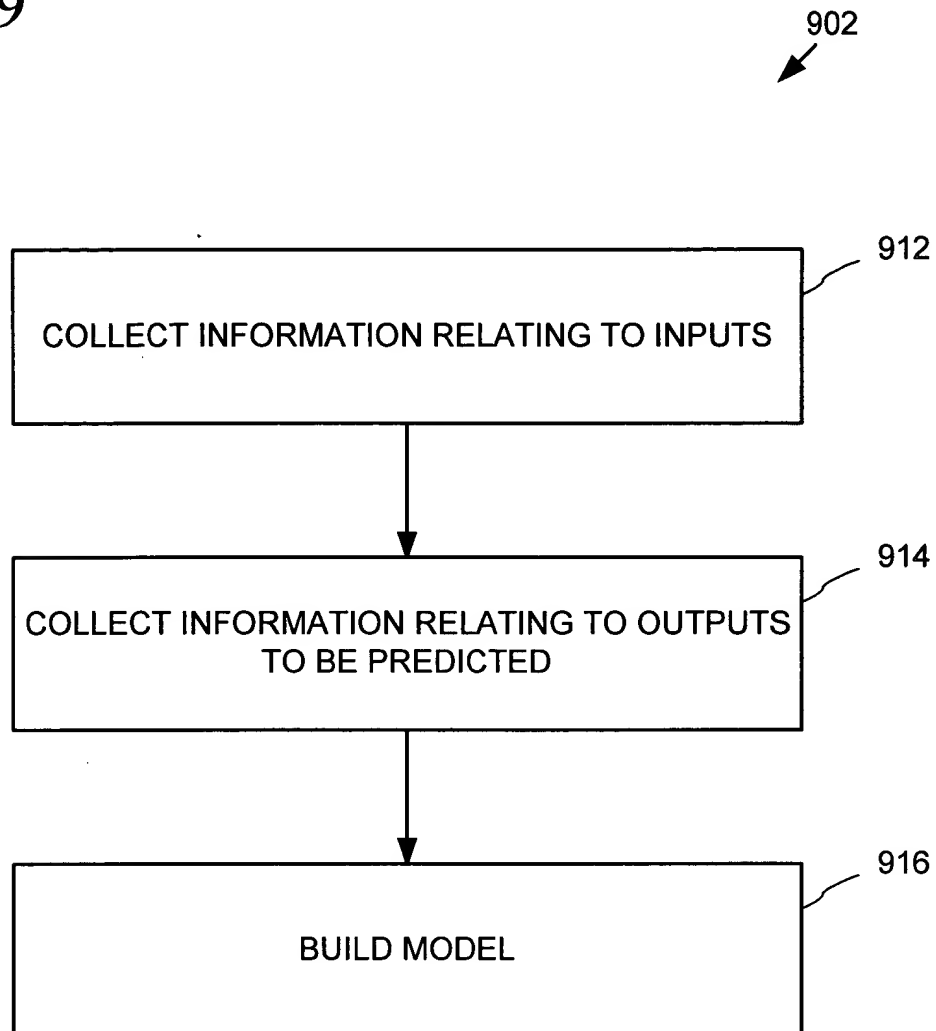 9
902
912
COLLECT INFORMATION RELATING TO INPUTS
914
COLLECT INFORMATION RELATING TO OUTPUTS
TO BE PREDICTED
916
BUILD MODEL